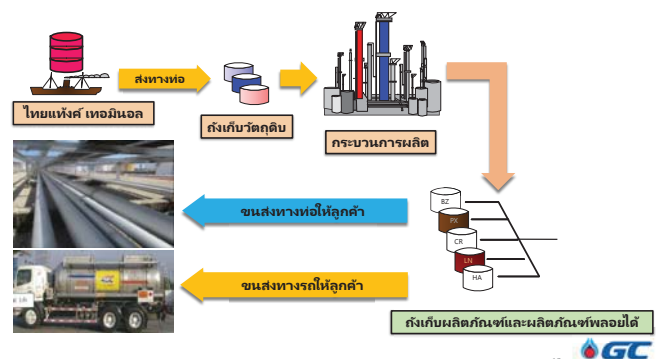 ส่งทางท่อ
ไทยแท้งค์ เทอมินอล
ถังเก็บวัตถุดิบ
กระบวนการผลิต
ขนส่งทางท่อให้ลูกค้า
BZ
PX
CR
LN
HA
ขนส่งทางรถให้ลูกค้า
ถังเก็บผลิตภัณฑ์และผลิตภัณฑ์พลอยได้
GC